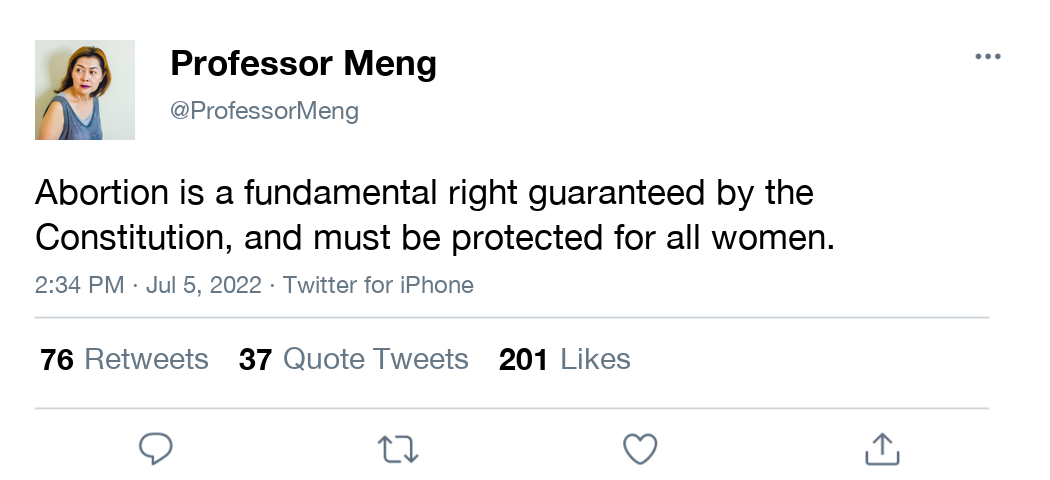 Professor Meng
@ProfessorMeng
Abortion is a fundamental right guaranteed by the
Constitution, and must be protected for all women.
2:34 PM · Jul 5, 2022 · Twitter for iPhone
76 Retweets 37 Quote Tweets 201 Likes